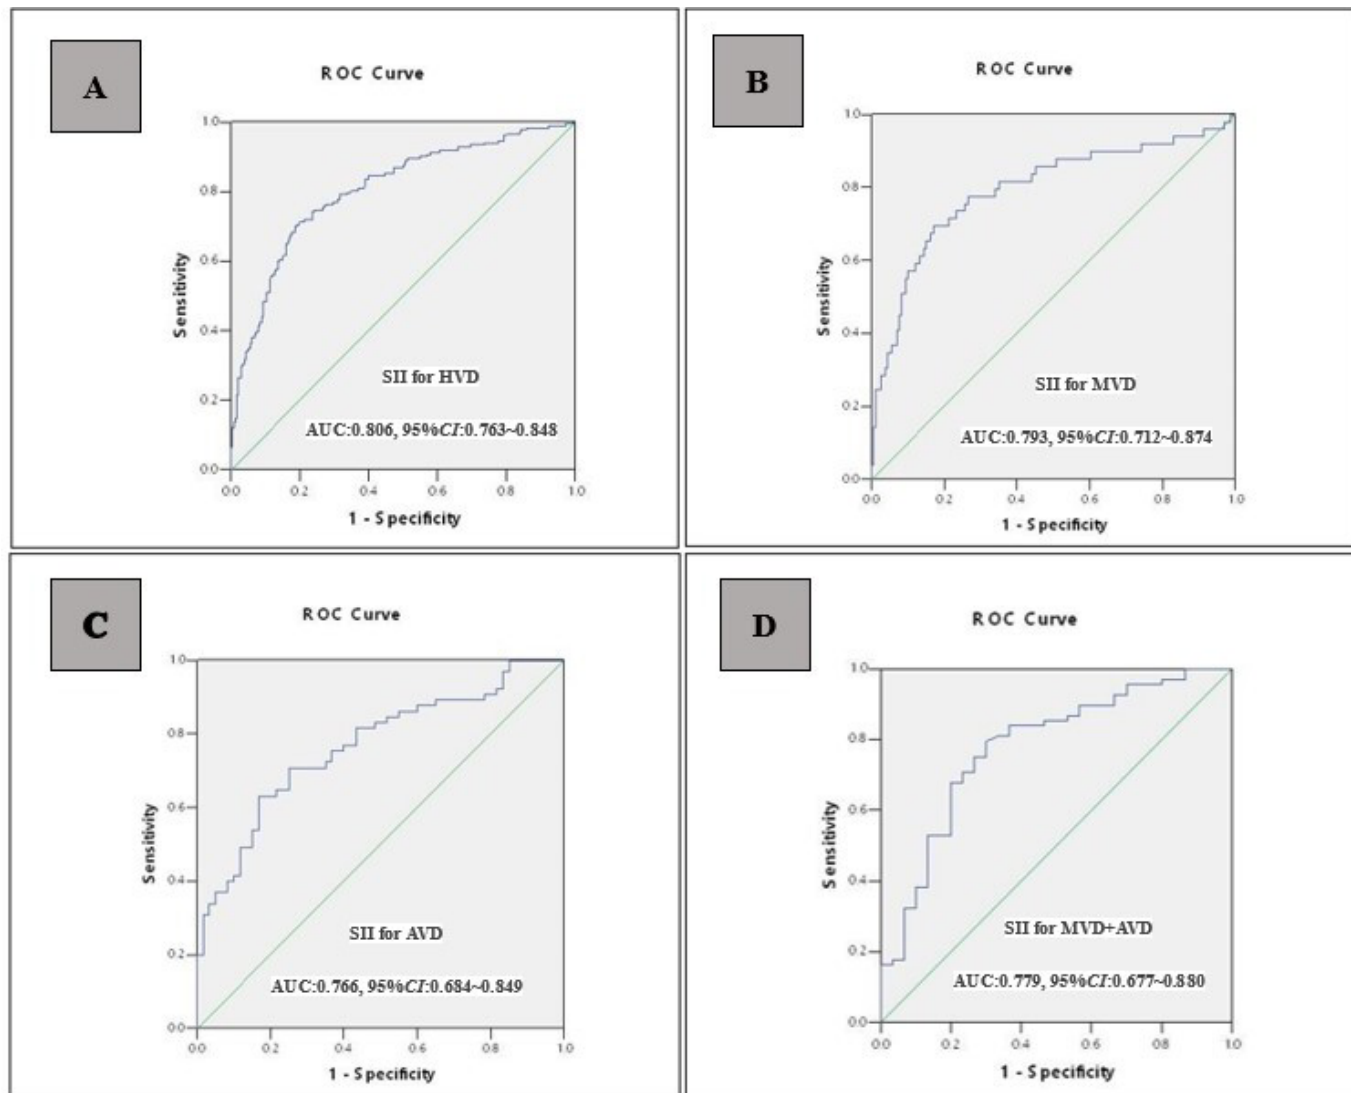 A
ROC Curve
1.0
0.8
0.6
0.4
0.2
0.0
Sensitivity
SII for HVD
AUC:0.806, 95%CI:0.763~0.848
0.0 0.2 0.4 0.6 0.8 1.0
1 - Specificity
B
ROC Curve
1.0
0.8
0.6
0.4
0.2
0.0
Sensitivity
SII for MVD
AUC:0.793, 95%CI:0.712~0.874
0.0 0.2 0.4 0.6 0.8 1.0
1 - Specificity
C
ROC Curve
1.0
0.8
0.6
0.4
0.2
0.0
Sensitivity
SII for AVD
AUC:0.766, 95%CI:0.684~0.849
0.0 0.2 0.4 0.6 0.8 1.0
1 - Specificity
D
ROC Curve
1.0
0.8
0.6
0.4
0.2
0.0
Sensitivity
SII for MVD+AVD
AUC:0.779, 95%CI:0.677~0.880
0.0 0.2 0.4 0.6 0.8 1.0
1 - Specificity